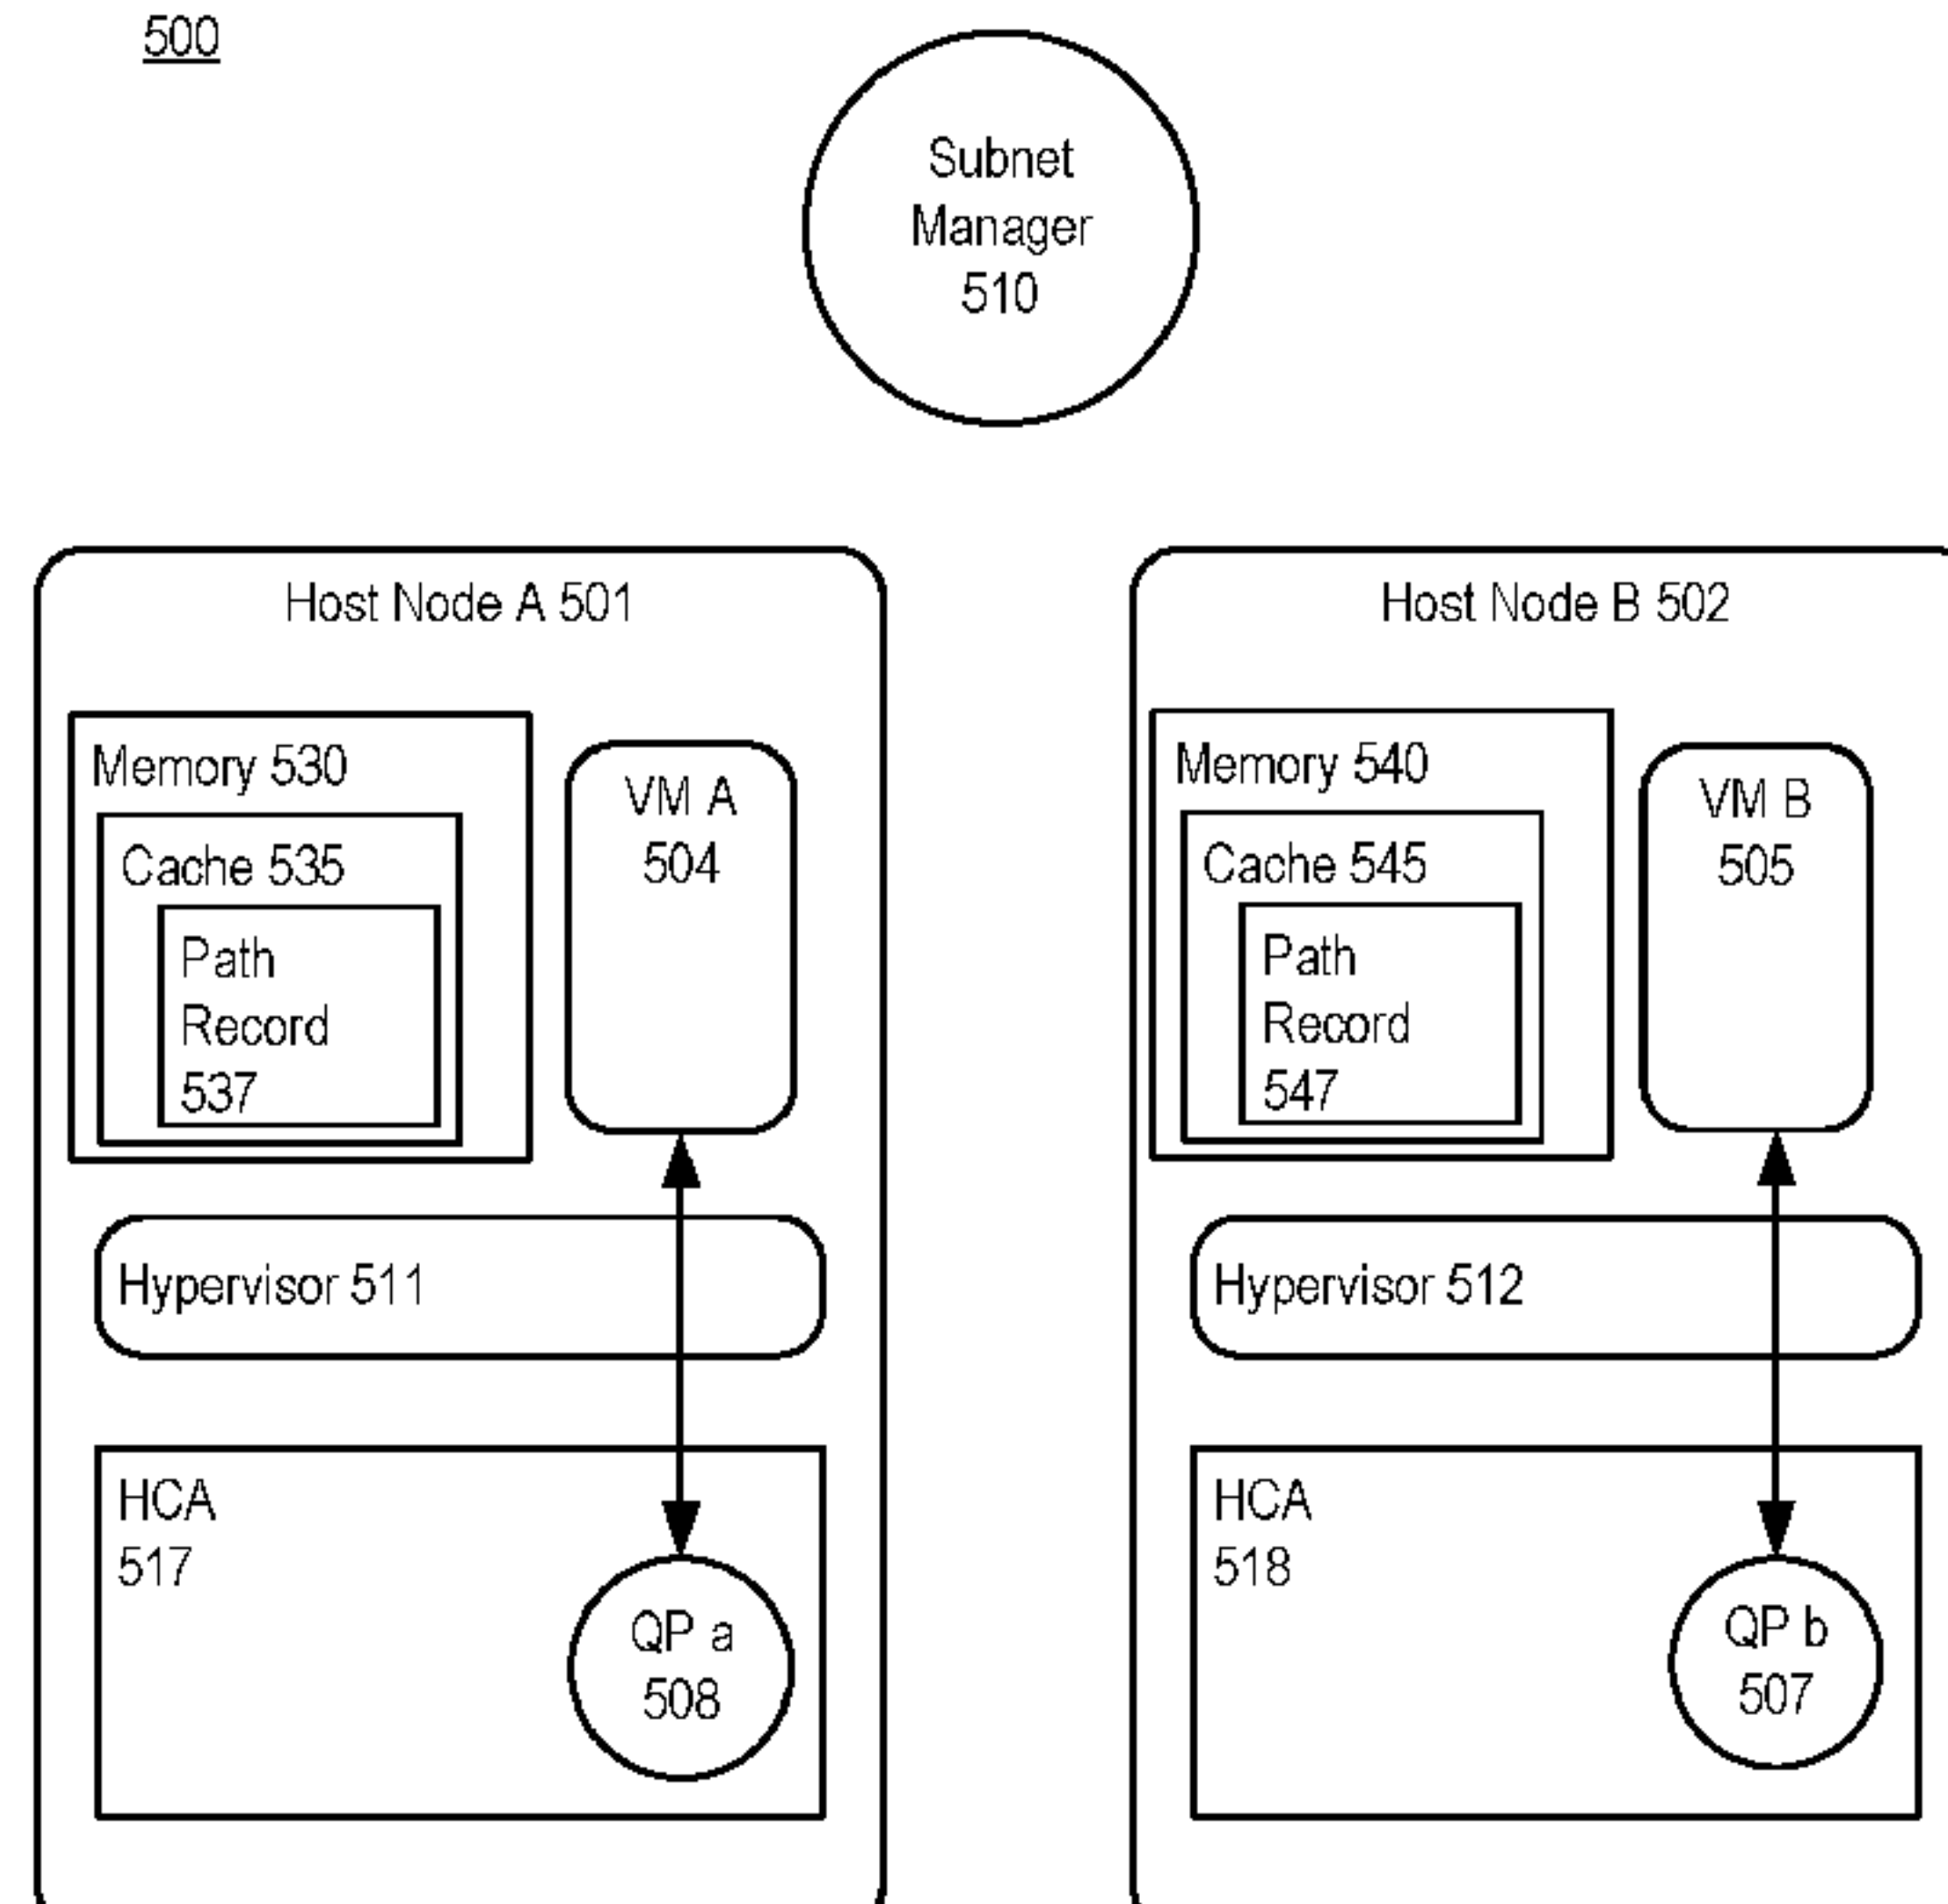 500
Subnet
Manager
510
Host Node A 501
Memory 530
Cache 535
Path
Record
537
VM A
504
Hypervisor 511
HCA
517
QP a
508
Host Node B 502
Memory 540
Cache 545
Path
Record
547
VM B
505
Hypervisor 512
HCA
518
QP b
507